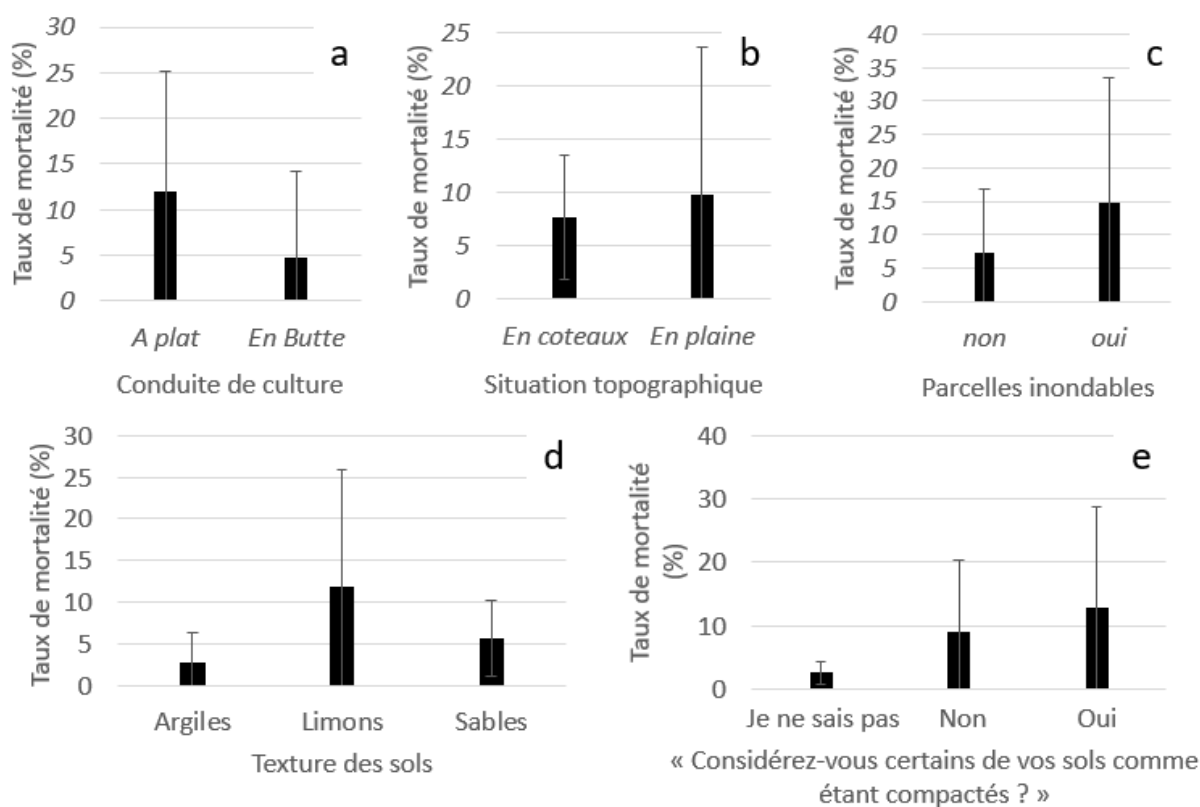 a
Taux de mortalité (%)
30
25
20
15
10
5
0
A plat En Butte
Conduite de culture
b
Taux de mortalité (%)
25
20
15
10
5
0
En coteaux En plaine
Situation topographique
c
Taux de mortalité (%)
40
35
30
25
20
15
10
5
0
non oui
Parcelles inondables
d
Taux de mortalité (%)
30
25
20
15
10
5
0
Argiles Limons Sables
Texture des sols
e
Taux de mortalité
(%)
40
30
20
10
0
Je ne sais pas Non Oui
« Considérez-vous certains de vos sols comme
étant compactés ? »